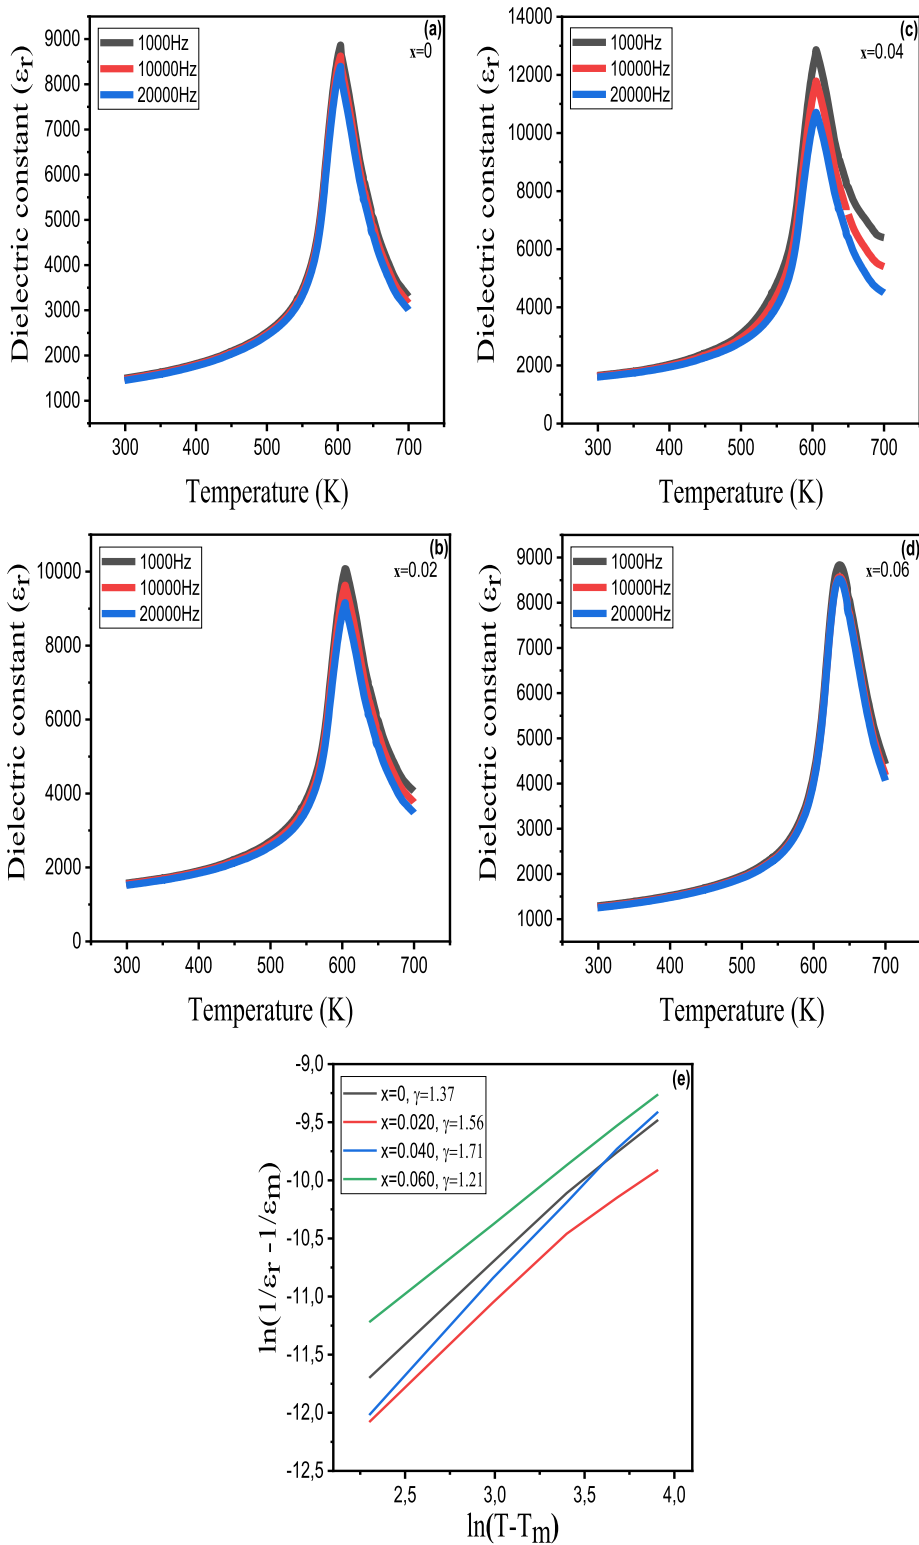 (a)
x=0
1000Hz
10000Hz
20000Hz
Dielectric constant (εr)
9000
8000
7000
6000
5000
4000
3000
2000
1000
300 400 500 600 700
Temperature (K)
(c)
x=0.04
1000Hz
10000Hz
20000Hz
Dielectric constant (εr)
14000
12000
10000
8000
6000
4000
2000
0
300 400 500 600 700
Temperature (K)
(b)
x=0.02
1000Hz
10000Hz
20000Hz
Dielectric constant (εr)
10000
8000
6000
4000
2000
0
300 400 500 600 700
Temperature (K)
(d)
x=0.06
1000Hz
10000Hz
20000Hz
Dielectric constant (εr)
9000
8000
7000
6000
5000
4000
3000
2000
1000
300 400 500 600 700
Temperature (K)
(e)
x=0, γ=1.37
x=0.020, γ=1.56
x=0.040, γ=1.71
x=0.060, γ=1.21
ln(1/εr -1/εm)
-9,0
-9,5
-10,0
-10,5
-11,0
-11,5
-12,0
-12,5
2,5 3,0 3,5 4,0
ln(T-Tm)